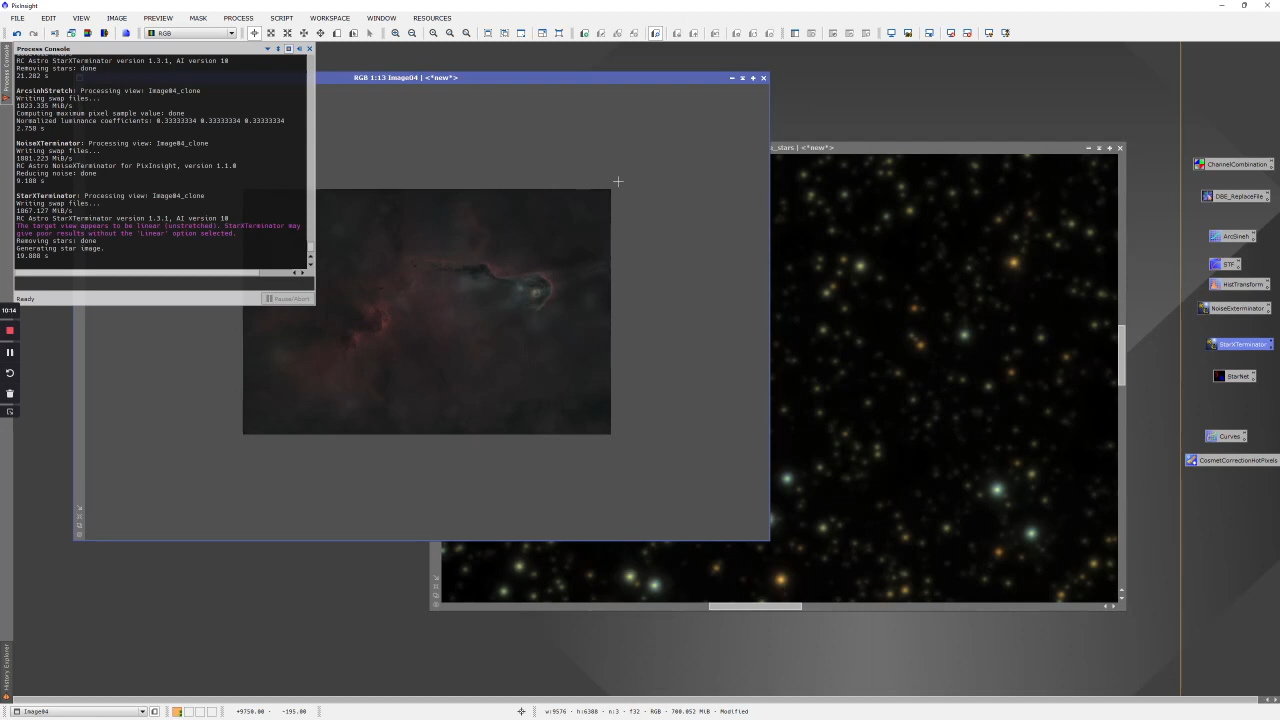 PixInsight
FILE EDIT VIEW IMAGE PREVIEW MASK PROCESS SCRIPT WORKSPACE WINDOW RESOURCES
RGB
Process Console
RC Astro StarXTerminator version 1.3.1, AI version 10
Removing stars: done
21.282 s
ArcsinhStretch: Processing view: Image04_clone
Writing swap files...
1823.335 MiB/s
Computing maximum pixel sample value: done
Normalized luminance coefficients: 0.33333334 0.33333334 0.33333334
2.758 s
NoiseXTerminator: Processing view: Image04_clone
Writing swap files...
1881.223 MiB/s
RC Astro NoiseXTerminator for PixInsight, version 1.1.0
Reducing noise: done
9.188 s
StarXTerminator: Processing view: Image04_clone
Writing swap files...
1867.127 MiB/s
RC Astro StarXTerminator version 1.3.1, AI version 10
The target view appears to be linear (unstretched). StarXTerminator may
give poor results without the 'Linear' option selected.
Removing stars: done
Generating star image.
19.888 s
Ready
Pause/Abort
Process Console
10:14
History Explorer
RGB 1:13 Image04 | <*new*>
_stars | <*new*>
ChannelCombination
DBE_ReplaceFile
ArcSineh
STF
HistTransform
NoiseExterminator
StarXTerminator
StarNet
Curves
CosmetCorrectionHotPixels
Image04
+9750.00 -195.00
w:9576 · h:6388 · n:3 · f32 · RGB · 700.052 MiB · Modified